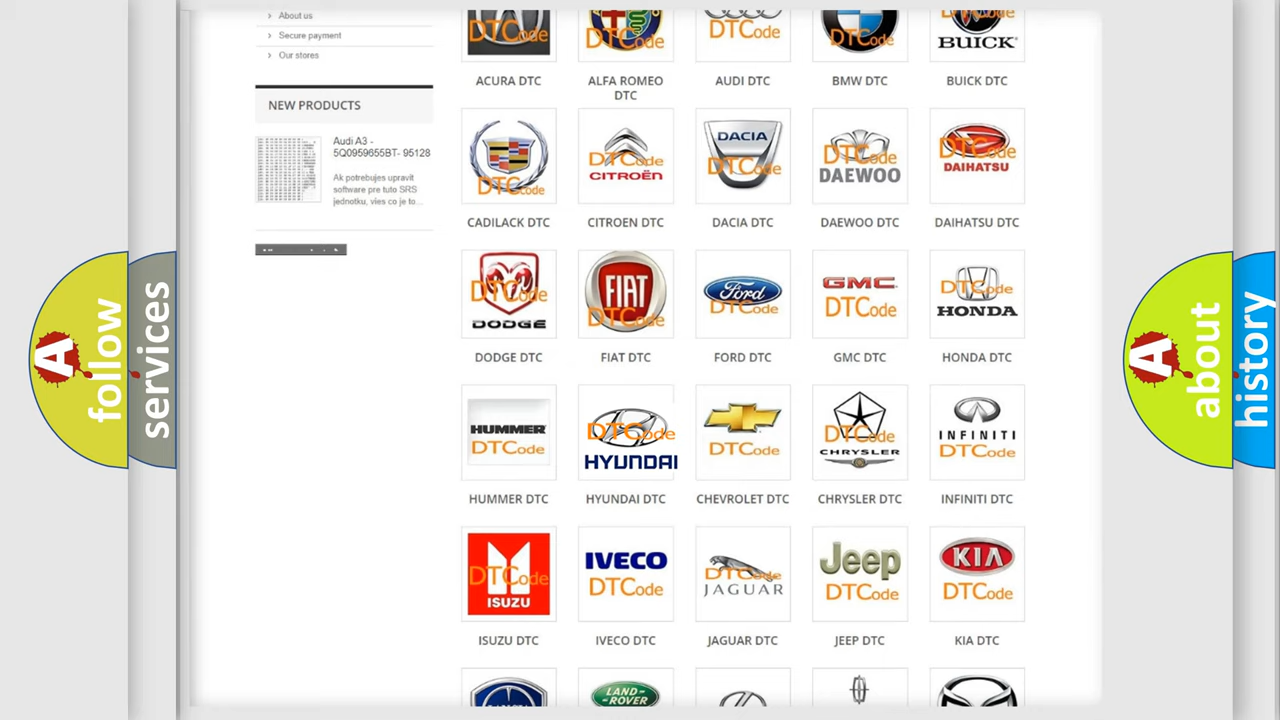 About us
Secure payment
Our stores
NEW PRODUCTS
Audi A3 -
5Q0959655BT- 95128
Ak potrebujes upravit
software pre tuto SRS
jednotku, vies co je to...
DTCode
DTCode
DTCode
DTCode
BUICK
ACURA DTC
ALFA ROMEO
DTC
AUDI DTC
BMW DTC
BUICK DTC
DTCode
DTCode
CITROËN
DACIA
DTCode
DTCode
DAEWOO
DTCode
DAIHATSU
CADILACK DTC
CITROEN DTC
DACIA DTC
DAEWOO DTC
DAIHATSU DTC
DTCode
DODGE
FIAT
DTCode
Ford
DTCode
GMC
DTCode
DTCode
HONDA
DODGE DTC
FIAT DTC
FORD DTC
GMC DTC
HONDA DTC
HUMMER
DTCode
DTCode
HYUNDAI
DTCode
DTCode
CHRYSLER
INFINITI
DTCode
HUMMER DTC
HYUNDAI DTC
CHEVROLET DTC
CHRYSLER DTC
INFINITI DTC
DTCode
ISUZU
IVECO
DTCode
DTCode
JAGUAR
Jeep
DTCode
KIA
DTCode
ISUZU DTC
IVECO DTC
JAGUAR DTC
JEEP DTC
KIA DTC
LAND-
ROVER
A
follow
services
A
about
history